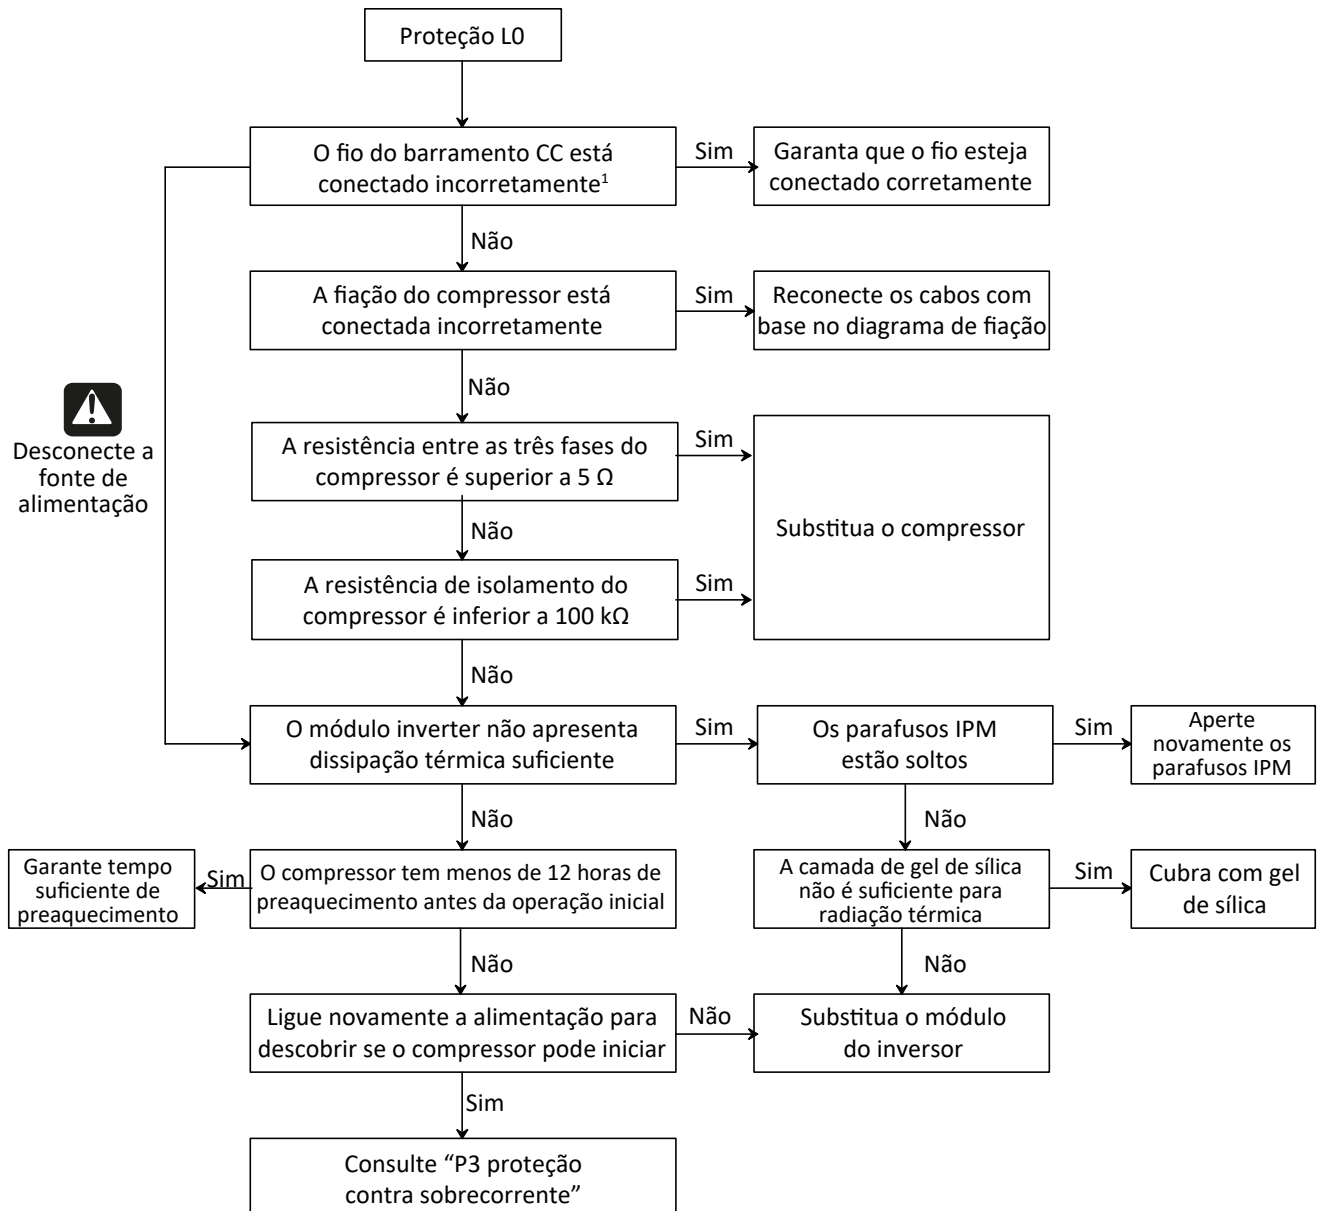 Proteção L0
O fio do barramento CC está
conectado incorretamente¹
Sim
Garanta que o fio esteja
conectado corretamente
Não
A fiação do compressor está
conectada incorretamente
Sim
Reconecte os cabos com
base no diagrama de fiação
Não
Desconecte a
fonte de
alimentação
A resistência entre as três fases do
compressor é superior a 5 Ω
Sim
Substitua o compressor
Não
A resistência de isolamento do
compressor é inferior a 100 kΩ
Sim
Não
O módulo inverter não apresenta
dissipação térmica suficiente
Sim
Os parafusos IPM
estão soltos
Sim
Aperte
novamente os
parafusos IPM
Não
Não
Garante tempo
suficiente de
preaquecimento
Sim
O compressor tem menos de 12 horas de
preaquecimento antes da operação inicial
A camada de gel de sílica
não é suficiente para
radiação térmica
Sim
Cubra com gel
de sílica
Não
Não
Ligue novamente a alimentação para
descobrir se o compressor pode iniciar
Não
Substitua o módulo
do inversor
Sim
Consulte “P3 proteção
contra sobrecorrente”